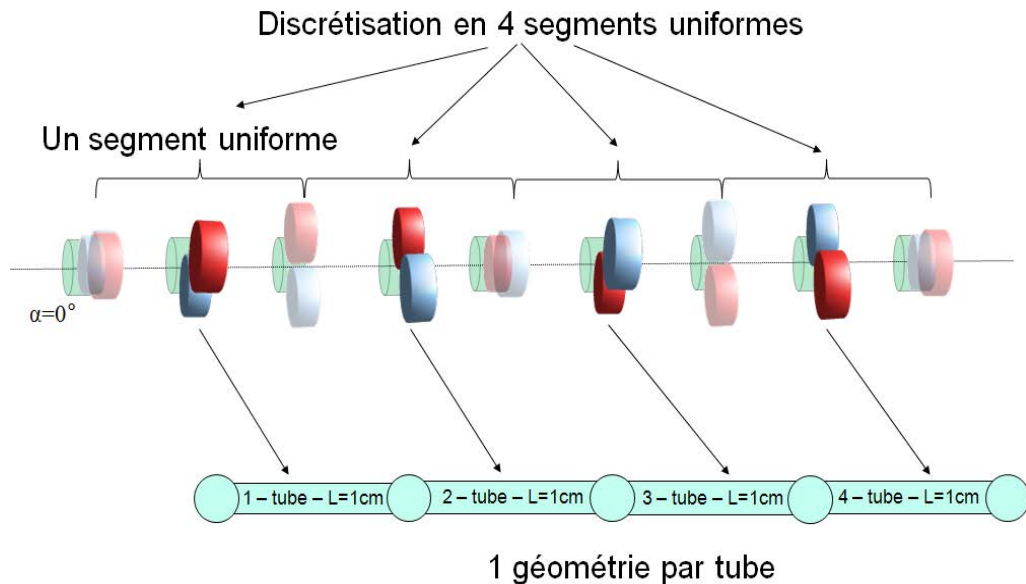 Discrétisation en 4 segments uniformes
Un segment uniforme
α=0°
1 – tube – L=1cm
2 – tube – L=1cm
3 – tube – L=1cm
4 – tube – L=1cm
1 géométrie par tube